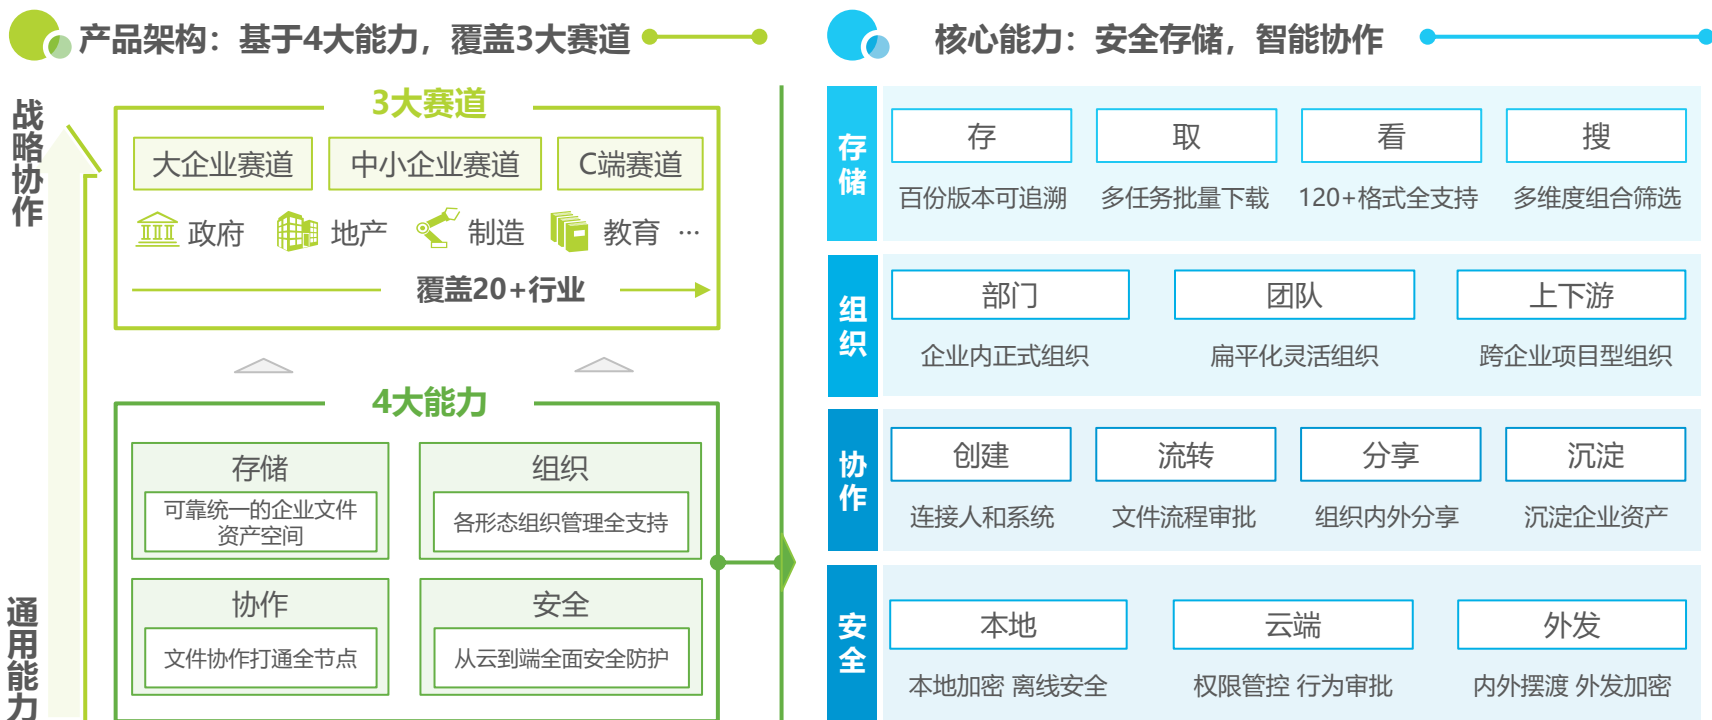 产品架构：基于4大能力，覆盖3大赛道
战略协作
3大赛道
大企业赛道
中小企业赛道
C端赛道
政府
地产
制造
教育
...
覆盖20+行业
4大能力
存储
可靠统一的企业文件
资产空间
组织
各形态组织管理全支持
协作
文件协作打通全节点
安全
从云到端全面安全防护
通用能力
核心能力：安全存储，智能协作
存储
存
取
看
搜
百份版本可追溯
多任务批量下载
120+格式全支持
多维度组合筛选
组织
部门
团队
上下游
企业内正式组织
扁平化灵活组织
跨企业项目型组织
协作
创建
流转
分享
沉淀
连接人和系统
文件流程审批
组织内外分享
沉淀企业资产
安全
本地
云端
外发
本地加密 离线安全
权限管控 行为审批
内外摆渡 外发加密